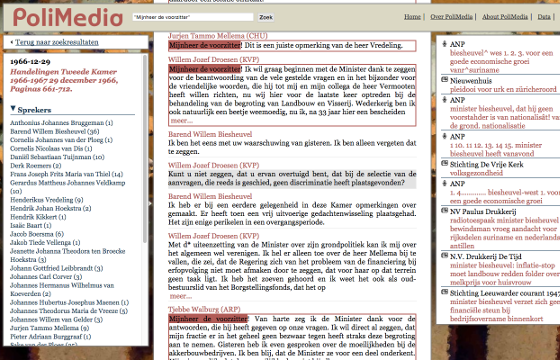 PoliMedia
"Mijnheer de voorzitter"
Zoek
Home | Over PoliMedia | About PoliMedia | Data |
Terug naar zoekresultaten
1966-12-29
Handelingen Tweede Kamer
1966-1967 29 december 1966,
Paginas 661-712.
Sprekers
Anthonius Johannes Bruggeman (1)
Barend Willem Biesheuvel (36)
Cornelis Johannes van der Ploeg (1)
Cornelis Nicolaas van Dis (1)
Daniël Sebastiaan Tuijnman (10)
Derk Roemers (2)
Frans Joseph Frits Maria van Thiel (14)
Gerardus Mattheus Johannes Veldkamp
(10)
Henderikus Vredeling (9)
Hendrik Johan Hoekstra (2)
Hendrik Kikkert (1)
Isaäc Baart (1)
Jacob Boersma (6)
Jakob Tiede Vellenga (1)
Jeanette Johanna Theodora ten Broecke
Hoekstra (3)
Johann Gottfried Leibbrandt (3)
Johannes Carl Corver (3)
Johannes Hermanus Wilhelmus van
Koeverden (2)
Johannes Hubertus Josephus Maenen (1)
Johannes Theodorus Maria de Vreeze (5)
Johannes Willem van Gelder (5)
Jurjen Tammo Mellema (9)
Pieter Adriaan Burggraaf (1)
Jurjen Tammo Mellema (CHU)
Mijnheer de voorzitter! Dit is een juiste opmerking van de heer Vredeling.
Willem Jozef Droesen (KVP)
Mijnheer de voorzitter! Ik wil graag beginnen met de Minister dank te zeggen
voor de beantwoording van de vele gestelde vragen en in het bijzonder voor
de vriendelijke woorden, die hij tot mij en mijn collega de heer Vermooten
heeft willen richten, nu wij hier voor de laatste keer optreden bij de
behandeling van de begroting van Landbouw en Visserij. Wederkerig ben ik
ook natuurlijk een beetje weemoedig, nu ik, na 33 jaar hier een bescheiden
meer...
Barend Willem Biesheuvel
Ik ben het eens met uw waarschuwing van gisteren. Ik ben alleen vergeten dat
te zeggen.
Willem Jozef Droesen (KVP)
Kunt u niet zeggen, dat u ervan overtuigd bent, dat bij de selectie van de
aanvragen, die reeds is geschied, geen discriminatie heeft plaatsgevonden?
Barend Willem Biesheuvel
Ik heb er bij een eerdere gelegenheid in deze Kamer opmerkingen over
gemaakt. Er heeft toen een vrij uitvoerige gedachtenwisseling plaatsgehad.
Het zijn enige perikelen in een overgangsperiode.
Willem Jozef Droesen (KVP)
Met d* uiteenzetting van de Minister over zijn grondpolitiek kan ik mij over
het algemeen wel verenigen. Ik hel er alleen toe over de heer Mellema bij te
vallen, die zei, dat de Regering zich van het probleem van de financiering bij
erfopvolging niet moet afmaken door te zeggen, dat voor haar op dat terrein
geen taak ligt. Ik heb het zoeven gehoord en ik weet het ook als oud-
bestuurslid van het Borgstellingsfonds, dat het op
meer...
Tjebbe Walburg (ARP)
Mijnheer de voorzitter! Van harte zeg ik de Minister dank voor de
antwoorden, die hij heeft gegeven op onze vragen. Ik wil direct al zeggen, dat
mijn fractie er in het geheel geen bezwaar tegen heeft straks deze begroting
aan te nemen. Gisteren heb ik even gesproken over de moeilijkheden bij de
akkerbouwbedrijven. Ik ben blij, dat de Minister ze voor een deel onderkent.
ANP
biesheuvel^ wes 1. 2. 3. voor een
goede economische groei
vanr^suriname
Nieuwenhuis
pleidooi voor urk en zürichcroord
ANP
minister biesheuvel, dat hij geen
voorstander is van nationalisât! van
de grond. nationalisatie
ANP
1 10. 11 12 13, 14 15. minister
biesheuvel heeft vanavond
Stichting De Vrije Kerk
volksgezondheid
ANP
1. 4........... biesheuvel-west 1. voor
een goede economische groei
NV Paulus Drukkerij
radiotoespraak minister biesheuvel
bewindsman vroeg aandacht voor
rijkdelen suriname en nederlandse
antillen
N.V. Drukkerij De Tijd
minister: inflatie-stop
moet loodbedrag redden of lager
melkprijs voor huisvrouw
Stichting Leeuwarder courant 1947
minister biesheuvel verzet zich gee
financiële steun bij
bedrijfsovername binnenkort